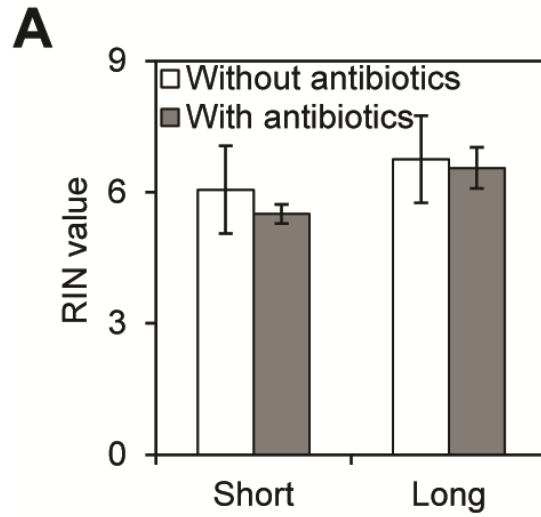 A
9
Without antibiotics
With antibiotics
6
3
0
RIN value
Short Long